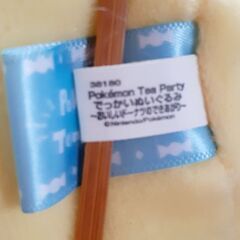 38180
Pokémon Tea Party
でっかいぬいぐるみ
～おいしいドーナツのできあがり～
©Nintendo/Pokémon